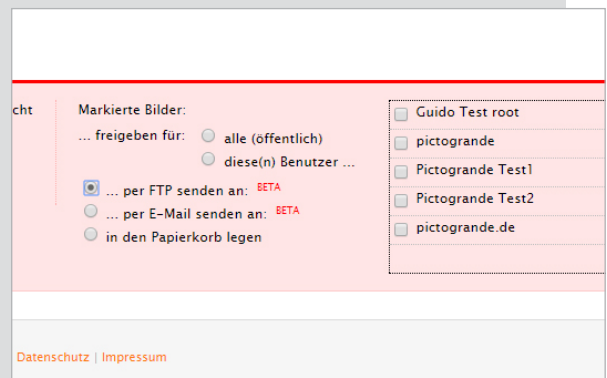 cht
Markierte Bilder:
... freigeben für:
alle (öffentlich)
diese(n) Benutzer ...
... per FTP senden an: BETA
... per E-Mail senden an: BETA
in den Papierkorb legen
Guido Test root
pictogrande
Pictogrande Test1
Pictogrande Test2
pictogrande.de
Datenschutz | Impressum